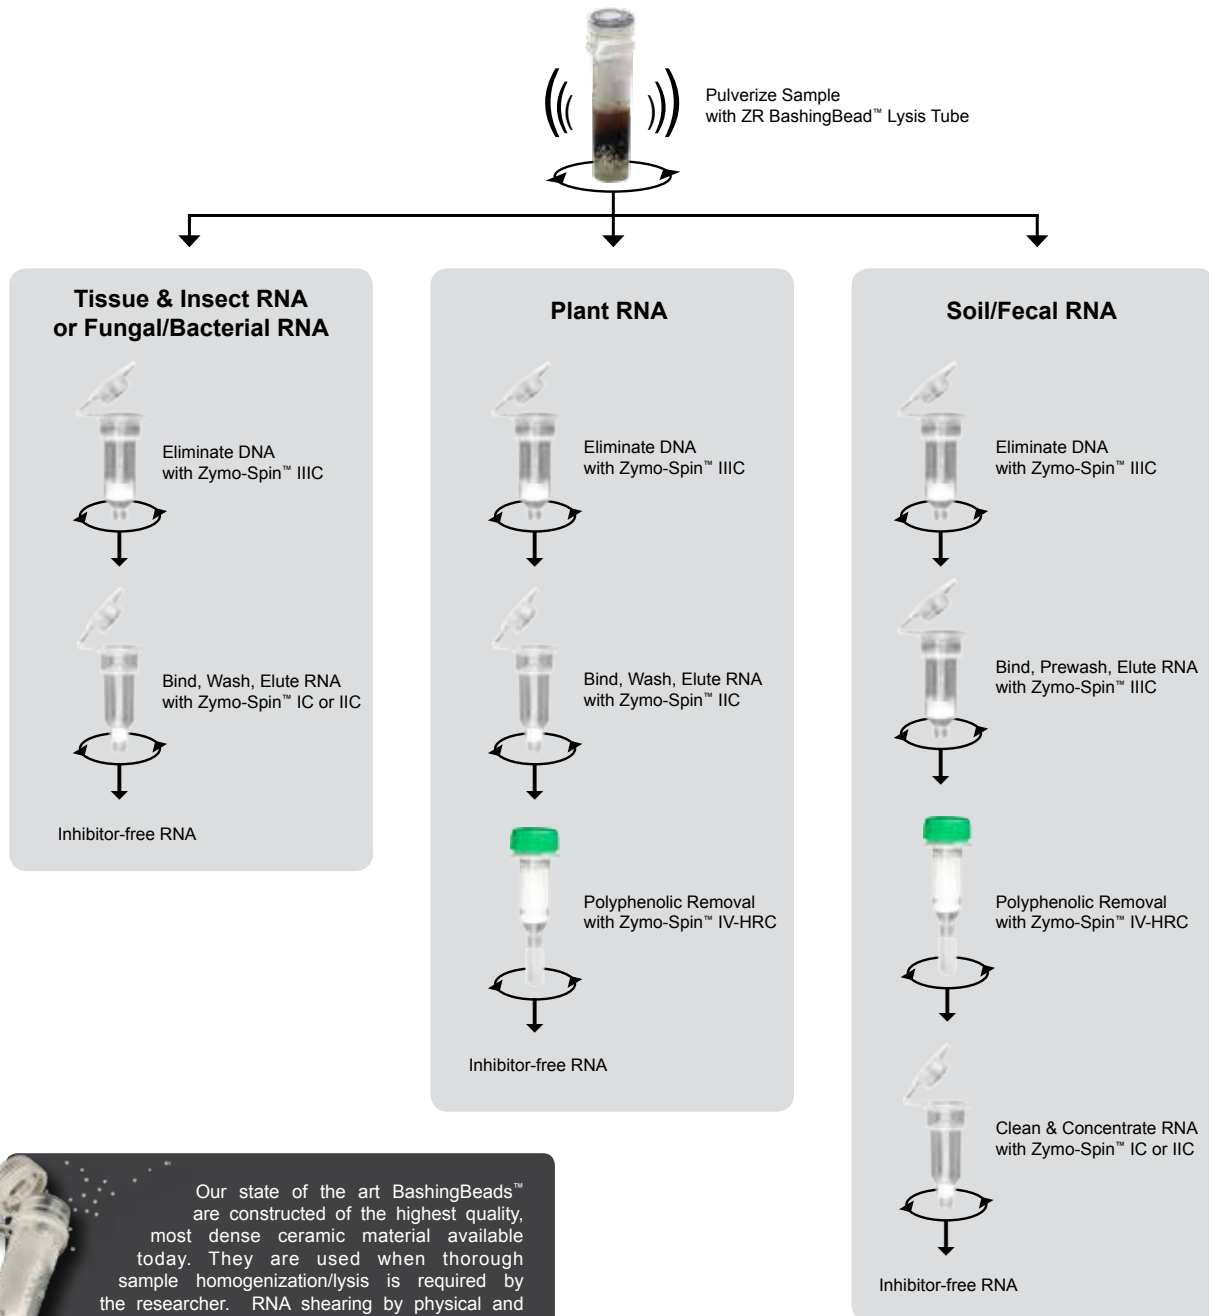 Pulverize Sample
with ZR BashingBead™ Lysis Tube
Tissue & Insect RNA
or Fungal/Bacterial RNA
Eliminate DNA
with Zymo-Spin™ IIIC
Bind, Wash, Elute RNA
with Zymo-Spin™ IC or IIC
Inhibitor-free RNA
Plant RNA
Eliminate DNA
with Zymo-Spin™ IIIC
Bind, Wash, Elute RNA
with Zymo-Spin™ IIC
Polyphenolic Removal
with Zymo-Spin™ IV-HRC
Inhibitor-free RNA
Soil/Fecal RNA
Eliminate DNA
with Zymo-Spin™ IIIC
Bind, Prewash, Elute RNA
with Zymo-Spin™ IIIC
Polyphenolic Removal
with Zymo-Spin™ IV-HRC
Clean & Concentrate RNA
with Zymo-Spin™ IC or IIC
Inhibitor-free RNA
Our state of the art BashingBeads™
are constructed of the highest quality,
most dense ceramic material available
today. They are used when thorough
sample homogenization/lysis is required by
the researcher. RNA shearing by physical and